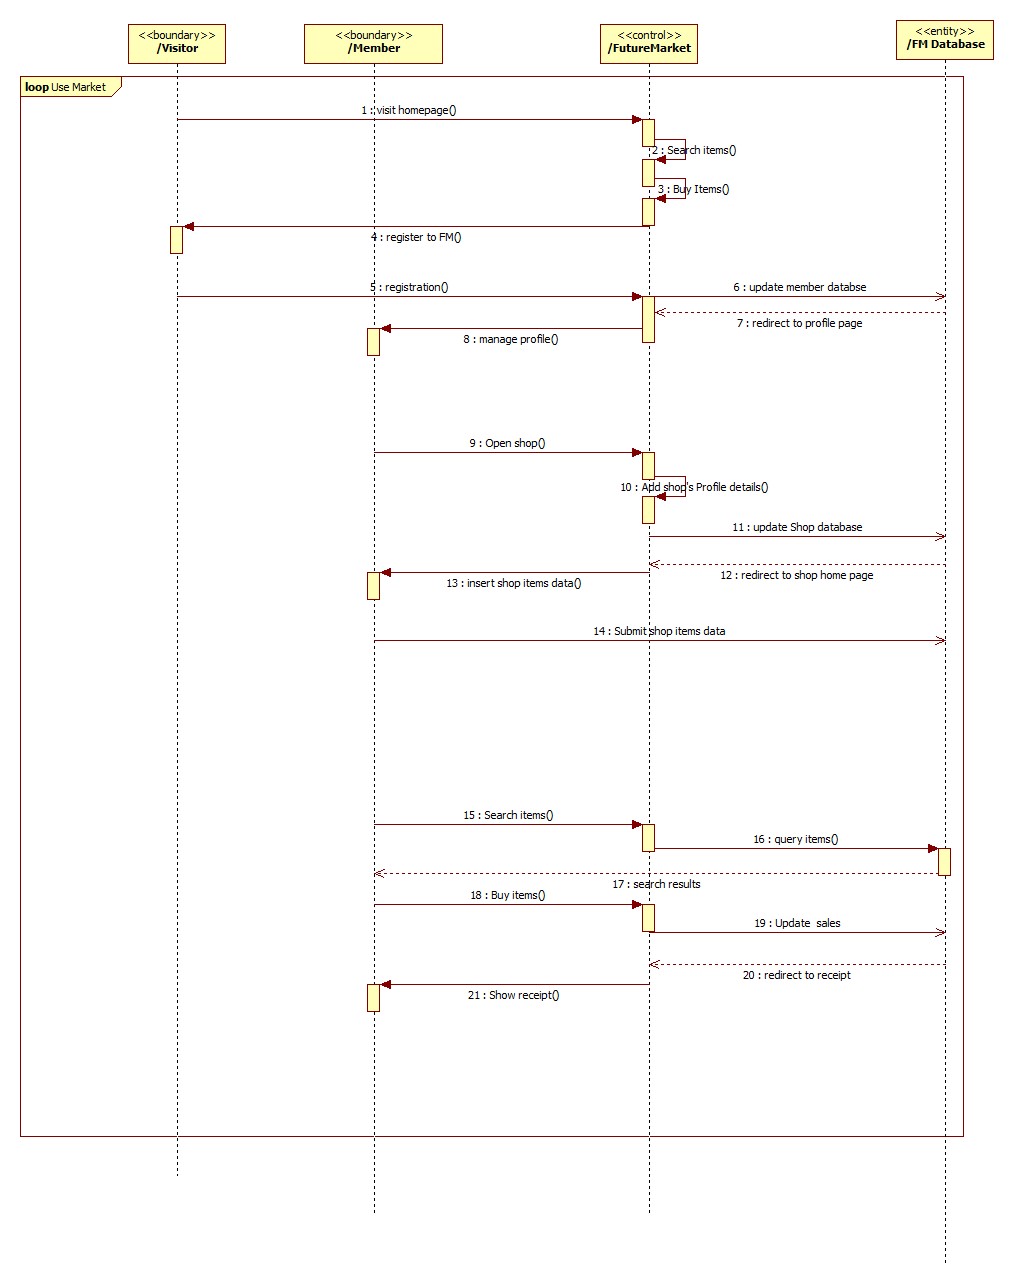 <<boundary>>
/Visitor
<<boundary>>
/Member
<<control>>
/FutureMarket
<<entity>>
/FM Database
loop Use Market
1 : visit homepage()
2 : Search items()
3 : Buy Items()
4 : register to FM()
5 : registration()
6 : update member databse
7 : redirect to profile page
8 : manage profile()
9 : Open shop()
10 : Add shop's Profile details()
11 : update Shop database
12 : redirect to shop home page
13 : insert shop items data()
14 : Submit shop items data
15 : Search items()
16 : query items()
17 : search results
18 : Buy items()
19 : Update  sales
20 : redirect to receipt
21 : Show receipt()